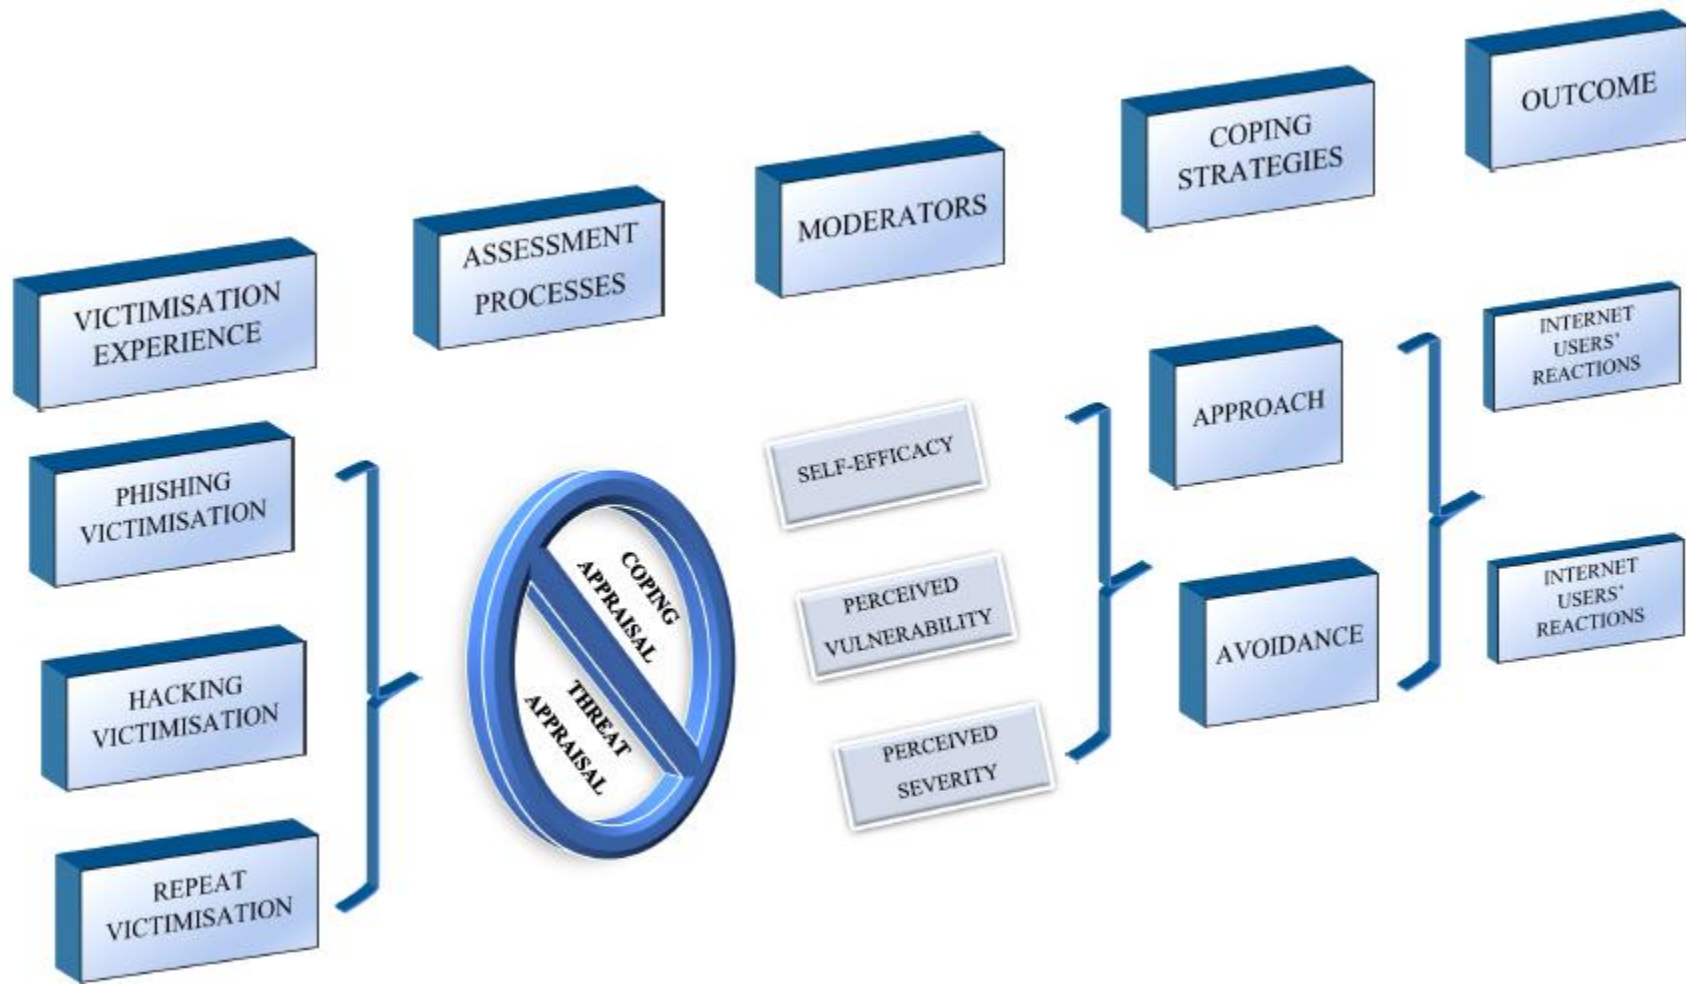 VICTIMISATION
EXPERIENCE
ASSESSMENT
PROCESSES
MODERATORS
COPING
STRATEGIES
OUTCOME
PHISHING
VICTIMISATION
HACKING
VICTIMISATION
REPEAT
VICTIMISATION
COPING
APPRAISAL
THREAT
APPRAISAL
SELF-EFFICACY
PERCEIVED
VULNERABILITY
PERCEIVED
SEVERITY
APPROACH
AVOIDANCE
INTERNET
USERS’
REACTIONS
INTERNET
USERS’
REACTIONS